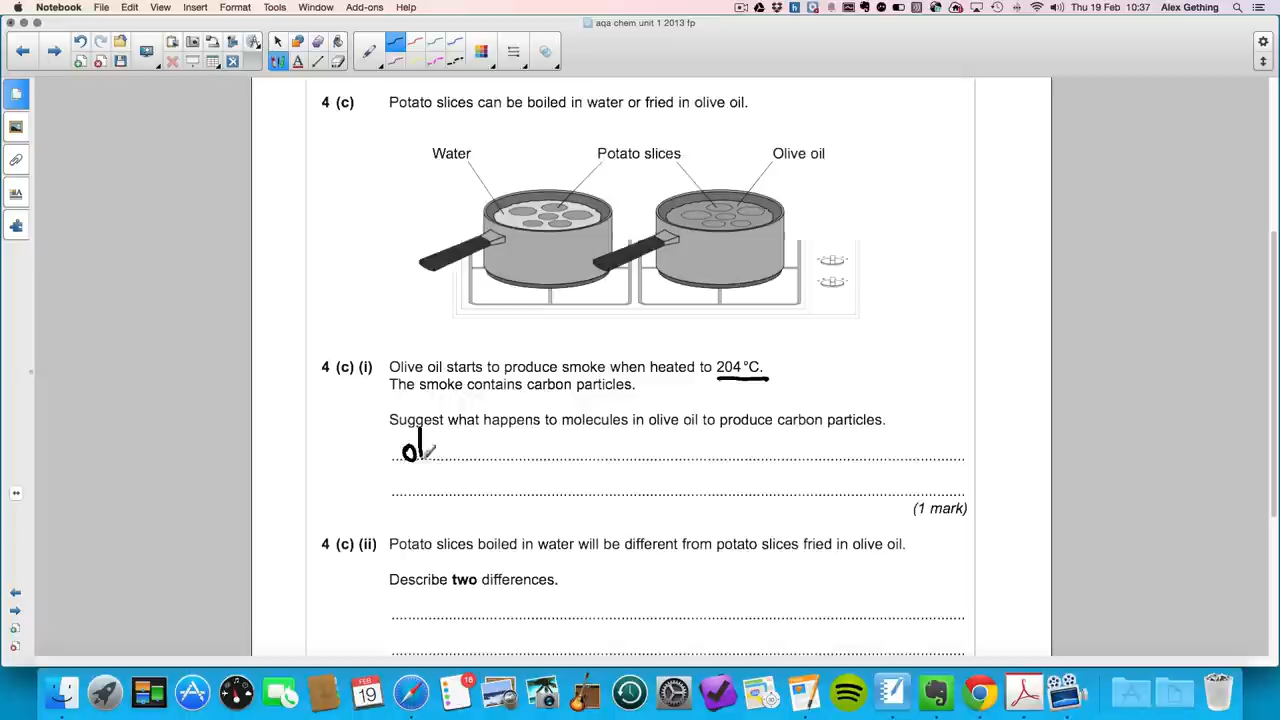 Notebook File Edit View Insert Format Tools Window Add-ons Help Thu 19 Feb 10:37 Alex Gething
aqa chem unit 1 2013 fp
4 (c) Potato slices can be boiled in water or fried in olive oil.
Water Potato slices Olive oil
4 (c) (i) Olive oil starts to produce smoke when heated to 204 °C.
The smoke contains carbon particles.
Suggest what happens to molecules in olive oil to produce carbon particles.
ol
(1 mark)
4 (c) (ii) Potato slices boiled in water will be different from potato slices fried in olive oil.
Describe two differences.
FEB
19
18